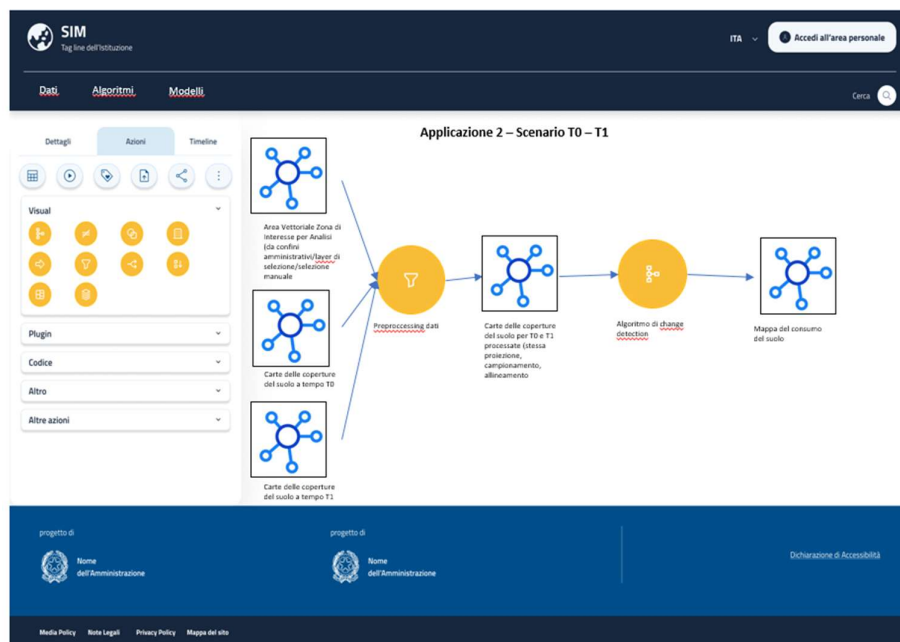 SIM
Tag line dell'Istituzione
ITA
Accedi all'area personale
Dati
Algoritmi
Modelli
Cerca
Dettagli
Azioni
Timeline
Visual
Plugin
Codice
Altro
Altre azioni
Applicazione 2 – Scenario T0 – T1
Area Vettoriale Zona di
Interesse per Analisi
(da confini
amministrativi/layer di
selezione/selezione
manuale
Carte delle coperture
del suolo a tempo T0
Carte delle coperture
del suolo a tempo T1
Preproccessing dati
Carte delle coperture
del suolo per T0 e T1
processate (stessa
proiezione,
campionamento,
allineamento
Algoritmo di change
detection
Mappa del consumo
del suolo
progetto di
Nome
dell'Amministrazione
progetto di
Nome
dell'Amministrazione
Dichiarazione di Accessibilità
Media Policy
Note Legali
Privacy Policy
Mappa del sito